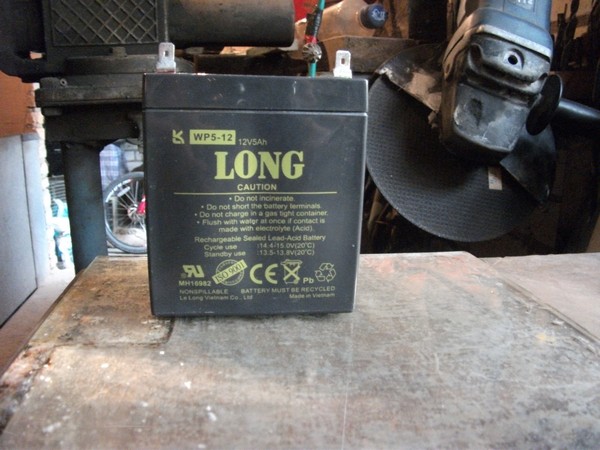 WP5-12 12V5Ah
LONG
CAUTION
• Do not incinerate.
• Do not short the battery terminals.
• Do not charge in a gas tight container.
• Flush with watgr at once if contact is
made with electrolyte (Acid).
Rechargeable Sealed Lead-Acid Battery
Cycle use :14.4-15.0V(20°C)
Standby use :13.5-13.8V(20°C)
MH16982 ISO 9001 CE Pb
NONSPILLABLE BATTERY MUST BE RECYCLED
Le Long Vietnam Co., Ltd Made in Vietnam